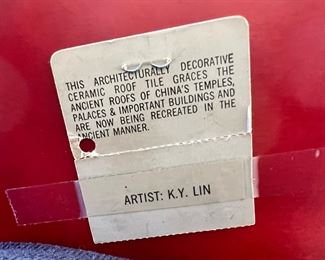 THIS ARCHITECTURALLY DECORATIVE
CERAMIC ROOF TILE GRACES THE
ANCIENT ROOFS OF CHINA'S TEMPLES,
PALACES & IMPORTANT BUILDINGS AND
ARE NOW BEING RECREATED IN THE
ANCIENT MANNER.
ARTIST: K.Y. LIN